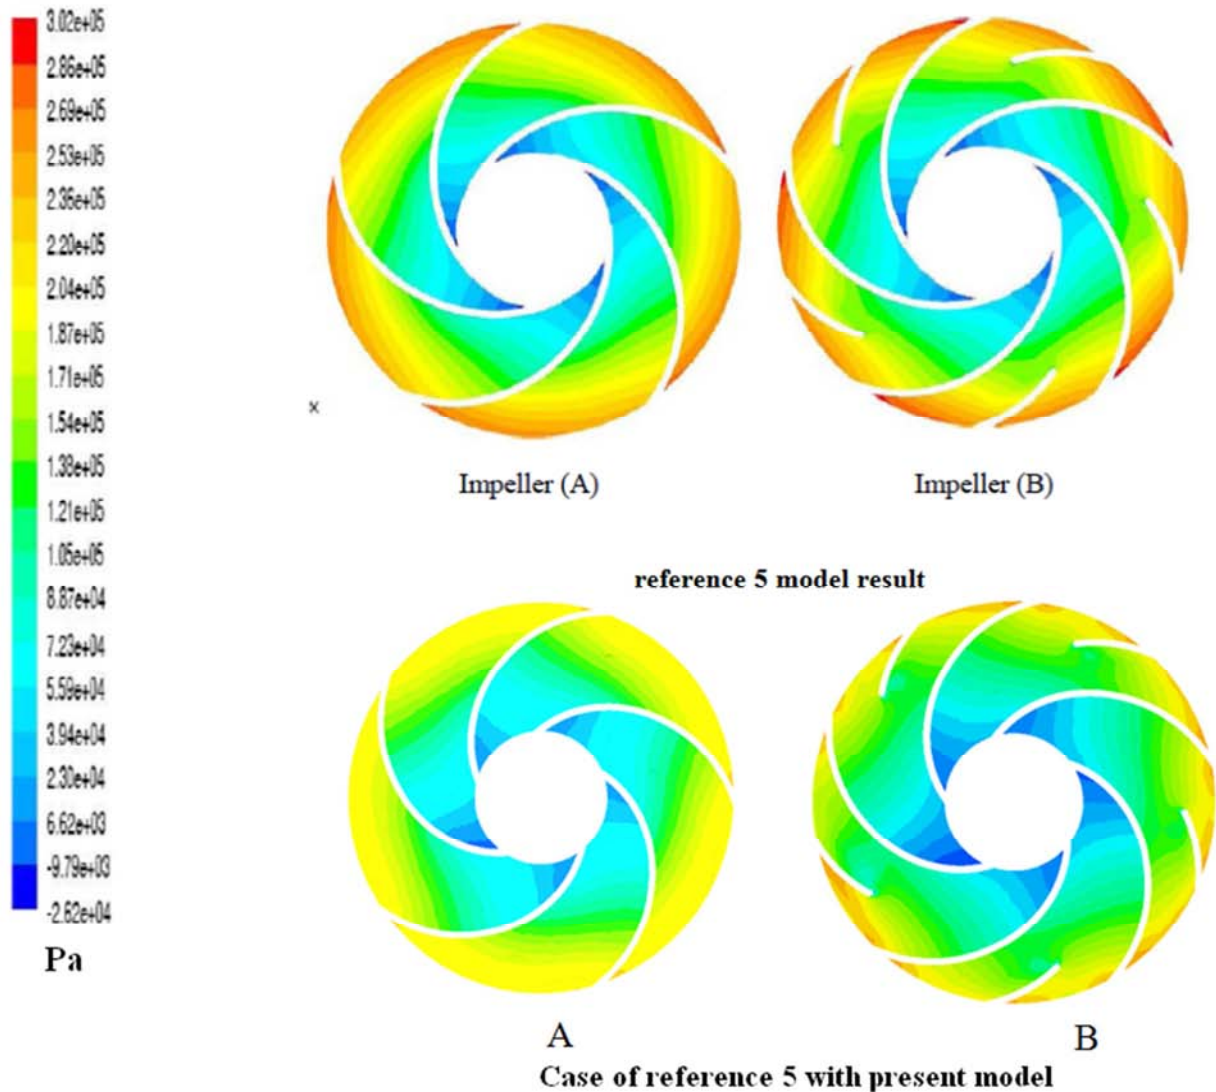 3.02e+05
2.86e+05
2.69e+05
2.53e+05
2.36e+05
2.20e+05
2.04e+05
1.87e+05
1.71e+05
1.54e+05
1.38e+05
1.21e+05
1.05e+05
8.87e+04
7.23e+04
5.59e+04
3.94e+04
2.30e+04
6.62e+03
-9.79e+03
-2.62e+04
Pa
x
Impeller (A)
Impeller (B)
reference 5 model result
A
B
Case of reference 5 with present model